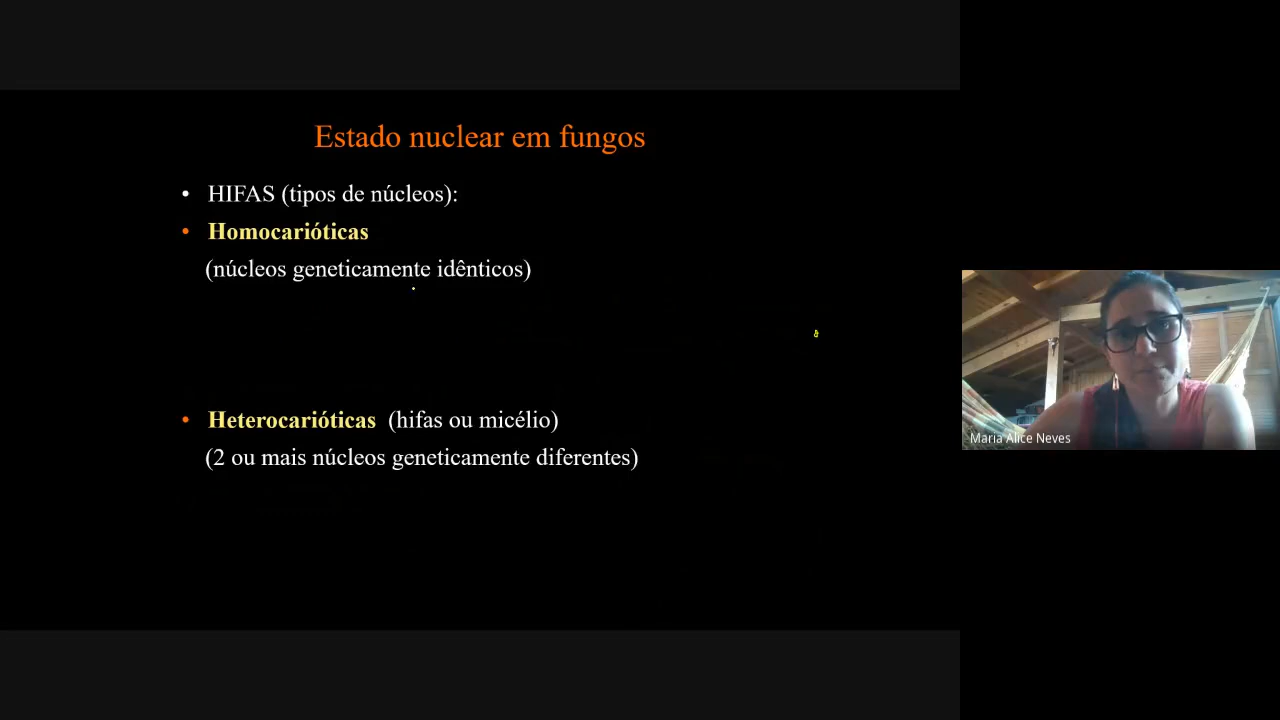 Estado nuclear em fungos
• HIFAS (tipos de núcleos):
• Homocarióticas
(núcleos geneticamente idênticos)
• Heterocarióticas (hifas ou micélio)
(2 ou mais núcleos geneticamente diferentes)
Maria Alice Neves